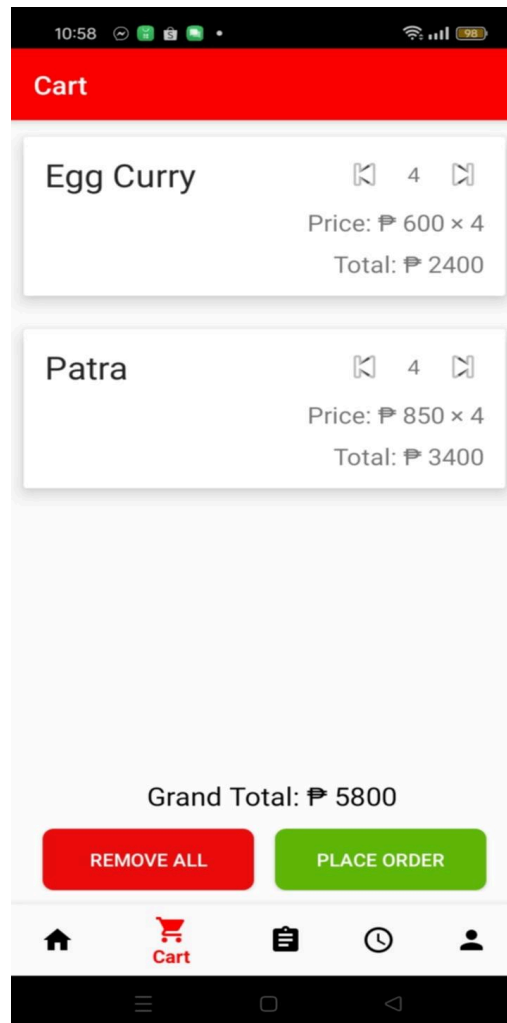 10:58
98
Cart
Egg Curry
4
Price: ₱ 600 × 4
Total: ₱ 2400
Patra
4
Price: ₱ 850 × 4
Total: ₱ 3400
Grand Total: ₱ 5800
REMOVE ALL
PLACE ORDER
Cart